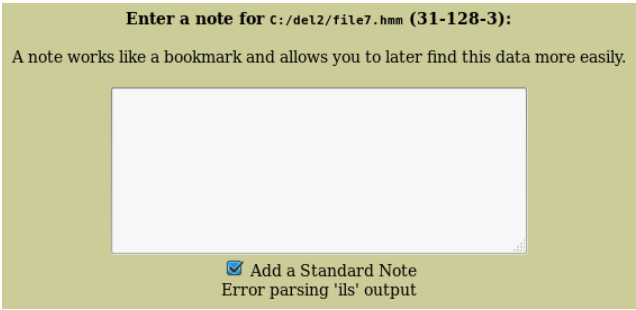 Enter a note for C:/del2/file7.hmm (31-128-3):
A note works like a bookmark and allows you to later find this data more easily.
Add a Standard Note
Error parsing 'ils' output